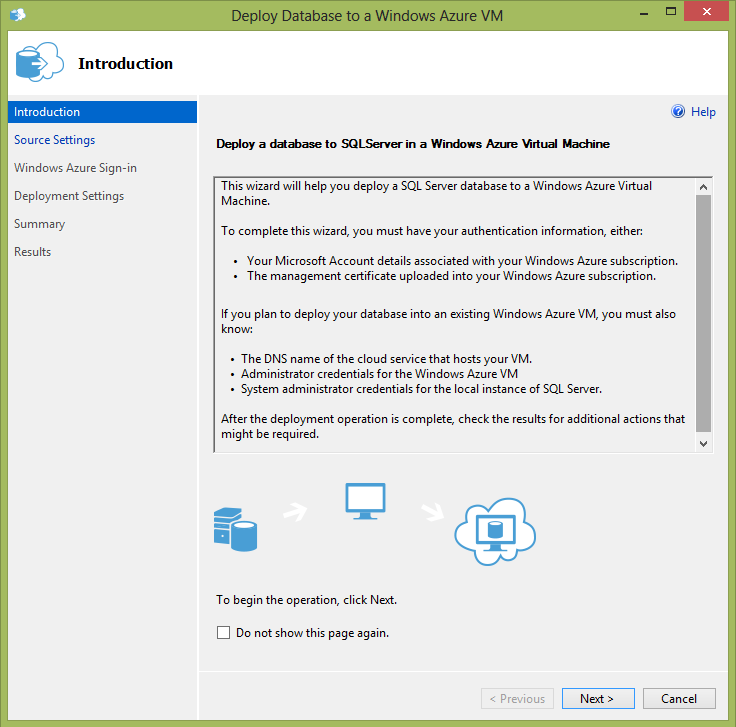 Deploy Database to a Windows Azure VM
Introduction
Introduction
Source Settings
Windows Azure Sign-in
Deployment Settings
Summary
Results
Help
Deploy a database to SQLServer in a Windows Azure Virtual Machine
This wizard will help you deploy a SQL Server database to a Windows Azure Virtual
Machine.
To complete this wizard, you must have your authentication information, either:
• Your Microsoft Account details associated with your Windows Azure subscription.
• The management certificate uploaded into your Windows Azure subscription.
If you plan to deploy your database into an existing Windows Azure VM, you must also
know:
• The DNS name of the cloud service that hosts your VM.
• Administrator credentials for the Windows Azure VM
• System administrator credentials for the local instance of SQL Server.
After the deployment operation is complete, check the results for additional actions that
might be required.
To begin the operation, click Next.
Do not show this page again.
< Previous
Next >
Cancel